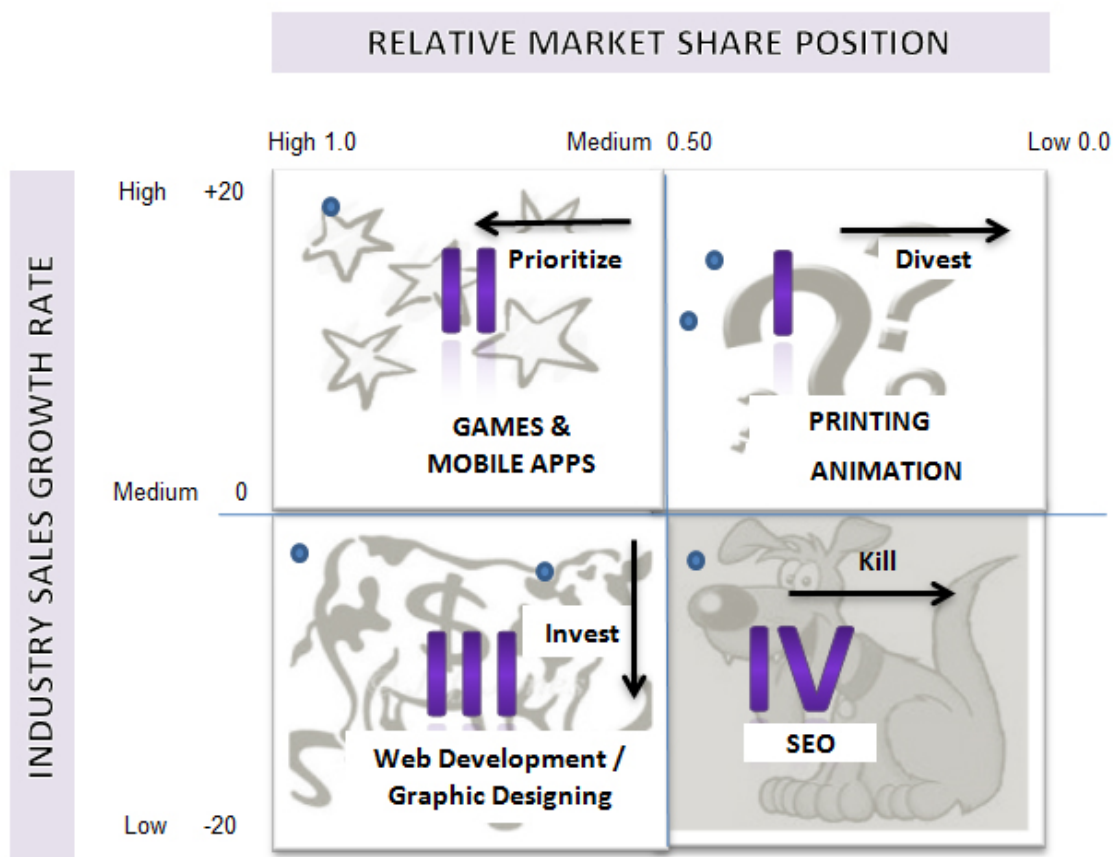 RELATIVE MARKET SHARE POSITION
High 1.0 Medium 0.50 Low 0.0
INDUSTRY SALES GROWTH RATE
High +20
Prioritize
II
GAMES &
MOBILE APPS
Divest
I
PRINTING
ANIMATION
Medium 0
Invest
III
Web Development /
Graphic Designing
Kill
IV
SEO
Low -20